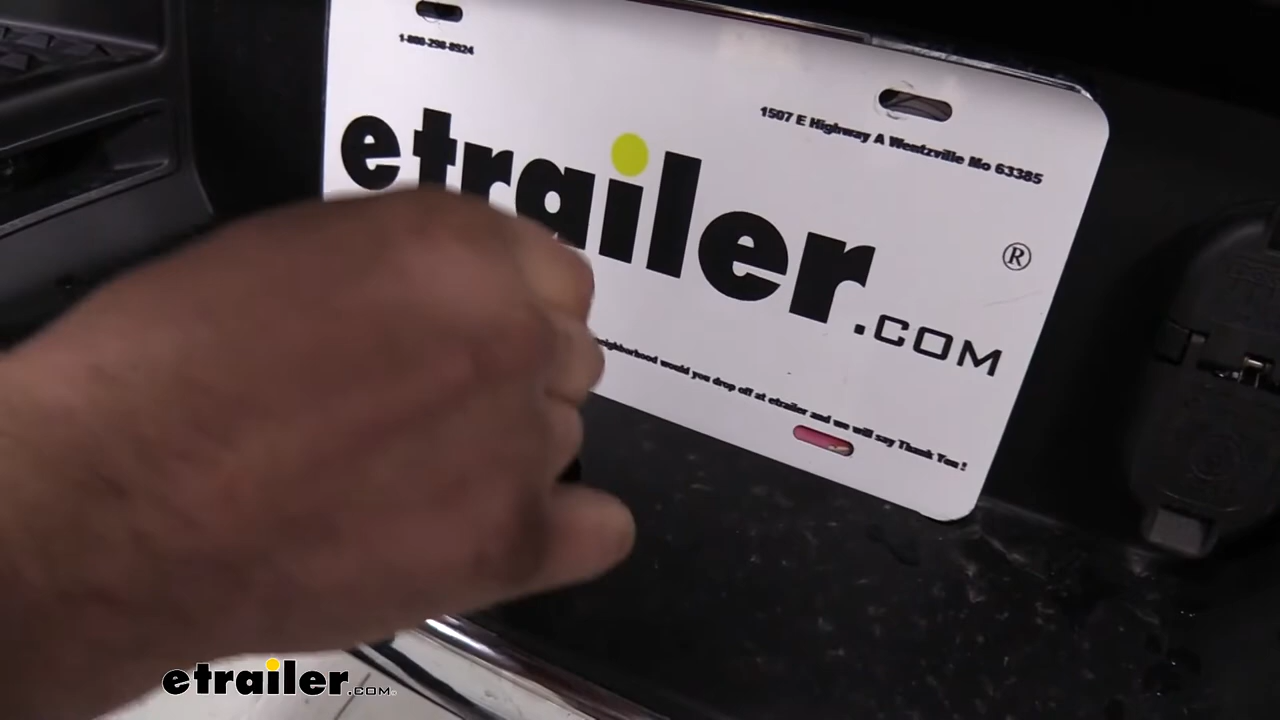 1-800-298-8924
1507 E Highway A Wentzville Mo 63385
etrailer.com
®
neighborhood would you drop off at etrailer and we will say Thank You !
etrailer.com